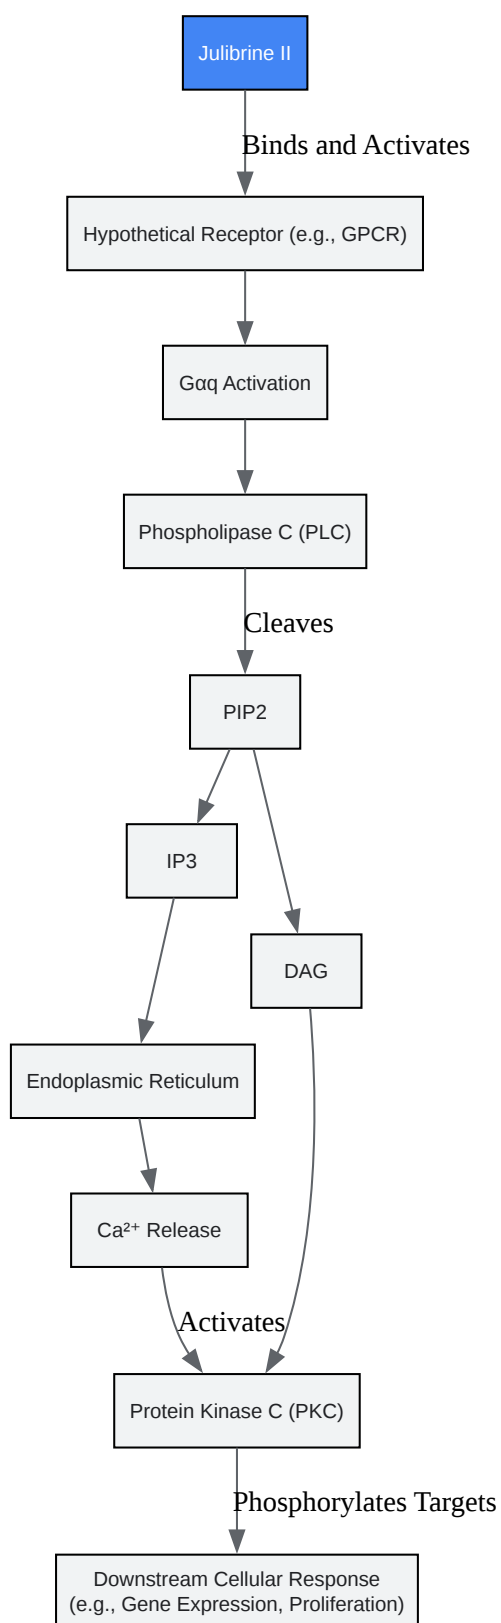 Julibrine II
Binds and Activates
Hypothetical Receptor (e.g., GPCR)
Gαq Activation
Phospholipase C (PLC)
Cleaves
PIP2
IP3
DAG
Endoplasmic Reticulum
Ca²⁺ Release
Activates
Protein Kinase C (PKC)
Phosphorylates Targets
Downstream Cellular Response
(e.g., Gene Expression, Proliferation)